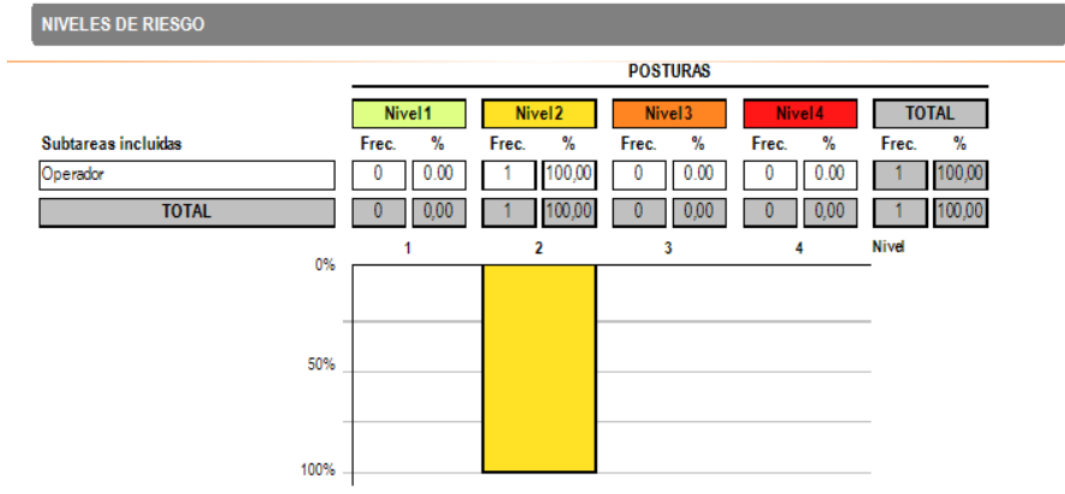 NIVELES DE RIESGO
POSTURAS
Nivel1 Nivel2 Nivel3 Nivel4 TOTAL
Subtareas incluidas Frec. % Frec. % Frec. % Frec. % Frec. %
Operador 0 0.00 1 100,00 0 0.00 0 0.00 1 100,00
TOTAL 0 0,00 1 100,00 0 0,00 0 0,00 1 100,00
1 2 3 4 Nivel
0%
50%
100%